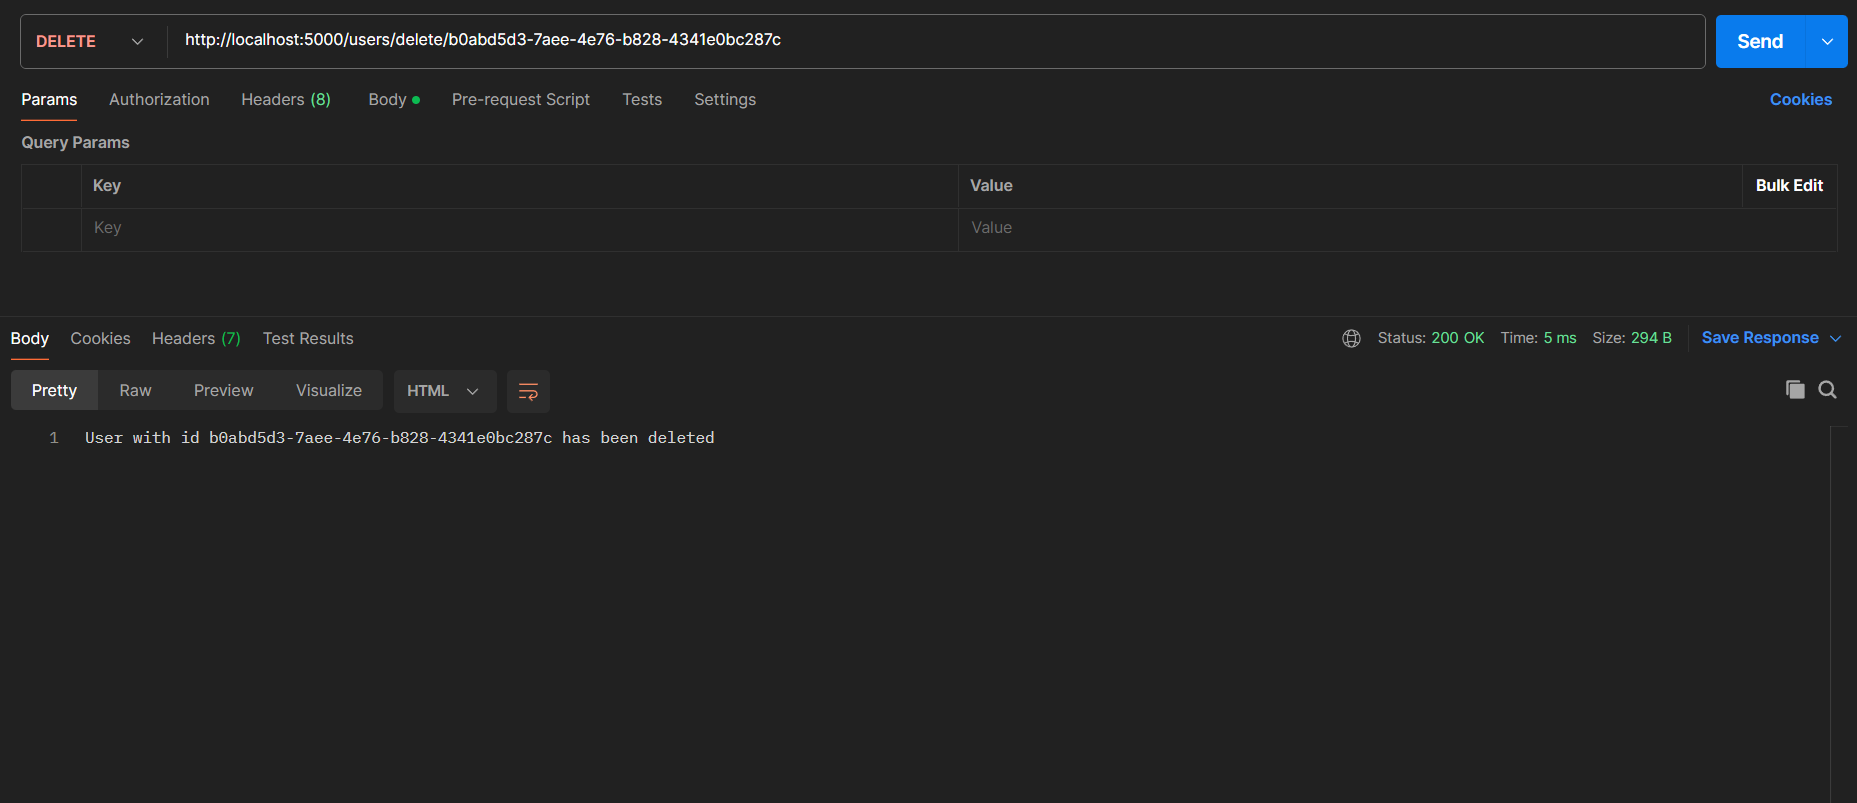 DELETE http://localhost:5000/users/delete/b0abd5d3-7aee-4e76-b828-4341e0bc287c Send
Params Authorization Headers (8) Body Pre-request Script Tests Settings Cookies
Query Params
Key Value Bulk Edit
Key Value
Body Cookies Headers (7) Test Results Status: 200 OK Time: 5 ms Size: 294 B Save Response
Pretty Raw Preview Visualize HTML
1 User with id b0abd5d3-7aee-4e76-b828-4341e0bc287c has been deleted